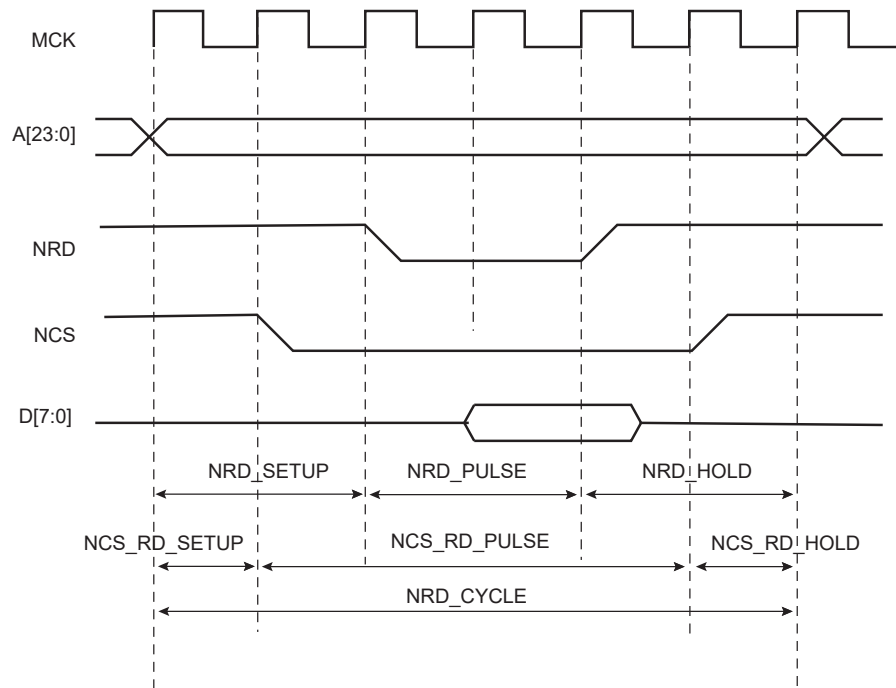 MCK
A[23:0]
NRD
NCS
D[7:0]
NRD_SETUP NRD_PULSE NRD_HOLD
NCS_RD_SETUP NCS_RD_PULSE NCS_RD_HOLD
NRD_CYCLE